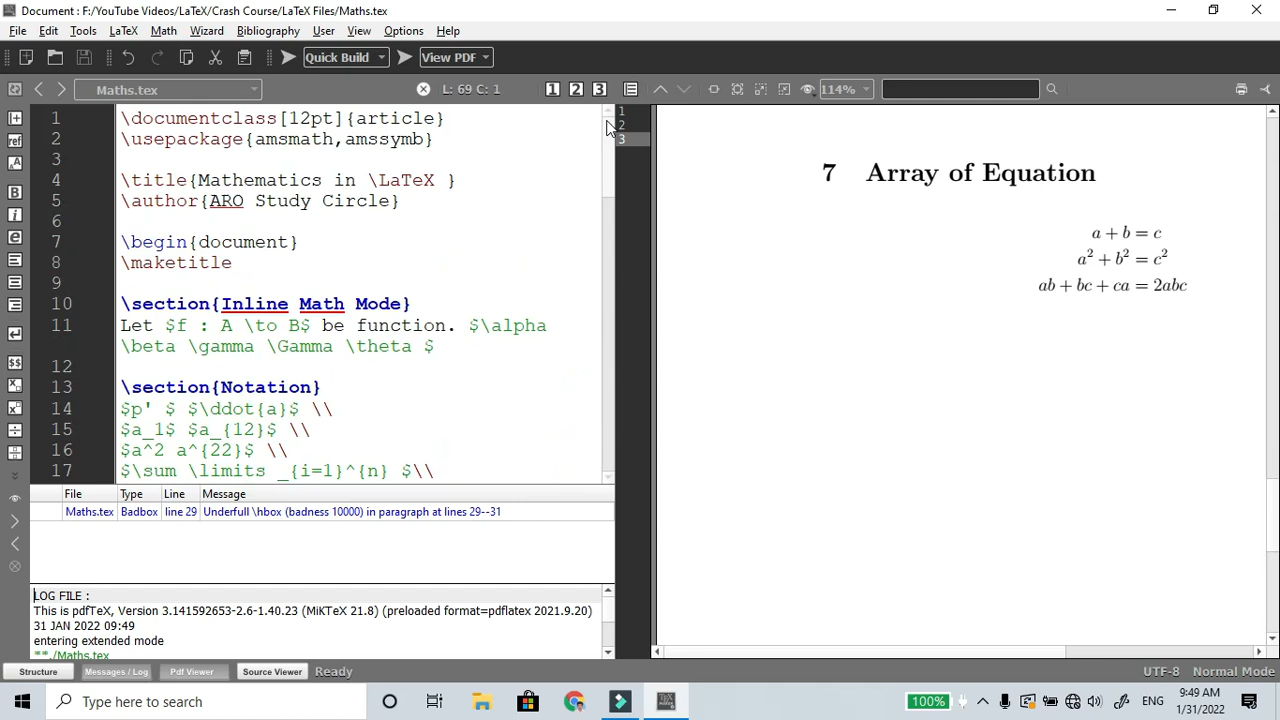 Document : F:/YouTube Videos/LaTeX/Crash Course/LaTeX Files/Maths.tex
File Edit Tools LaTeX Math Wizard Bibliography User View Options Help
Quick Build View PDF
Maths.tex L: 69 C: 1 1 2 3 114%
1 \documentclass[12pt]{article}
2 \usepackage{amsmath,amssymb}
3
4 \title{Mathematics in \LaTeX }
5 \author{ARO Study Circle}
6
7 \begin{document}
8 \maketitle
9
10 \section{Inline Math Mode}
11 Let $f : A \to B$ be function. $\alpha
\beta \gamma \Gamma \theta $
12
13 \section{Notation}
14 $p' $ $\ddot{a}$ \\
15 $a_1$ $a_{12}$ \\
16 $a^2 a^{22}$ \\
17 $\sum \limits _{i=1}^{n} $\\
1
2
3
7 Array of Equation
a + b = c
a² + b² = c²
ab + bc + ca = 2abc
File Type Line Message
Maths.tex Badbox line 29 Underfull \hbox (badness 10000) in paragraph at lines 29--31
LOG FILE :
This is pdfTeX, Version 3.141592653-2.6-1.40.23 (MiKTeX 21.8) (preloaded format=pdflatex 2021.9.20)
31 JAN 2022 09:49
entering extended mode
**./Maths.tex
Structure Messages / Log Pdf Viewer Source Viewer Ready UTF-8 Normal Mode
Type here to search 100% ENG 9:49 AM
1/31/2022